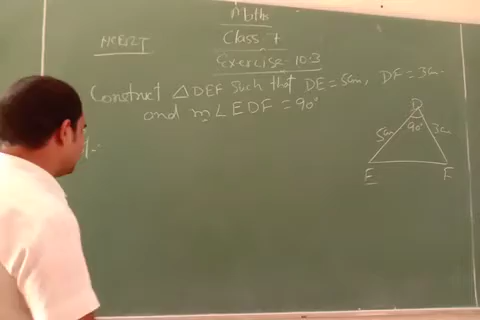 Maths
NCERT
Class-7
Exercise-10.3
Construct △DEF such that DE=5cm, DF=3cm.
and m∠EDF=90°
D
5cm 90° 3cm
E F